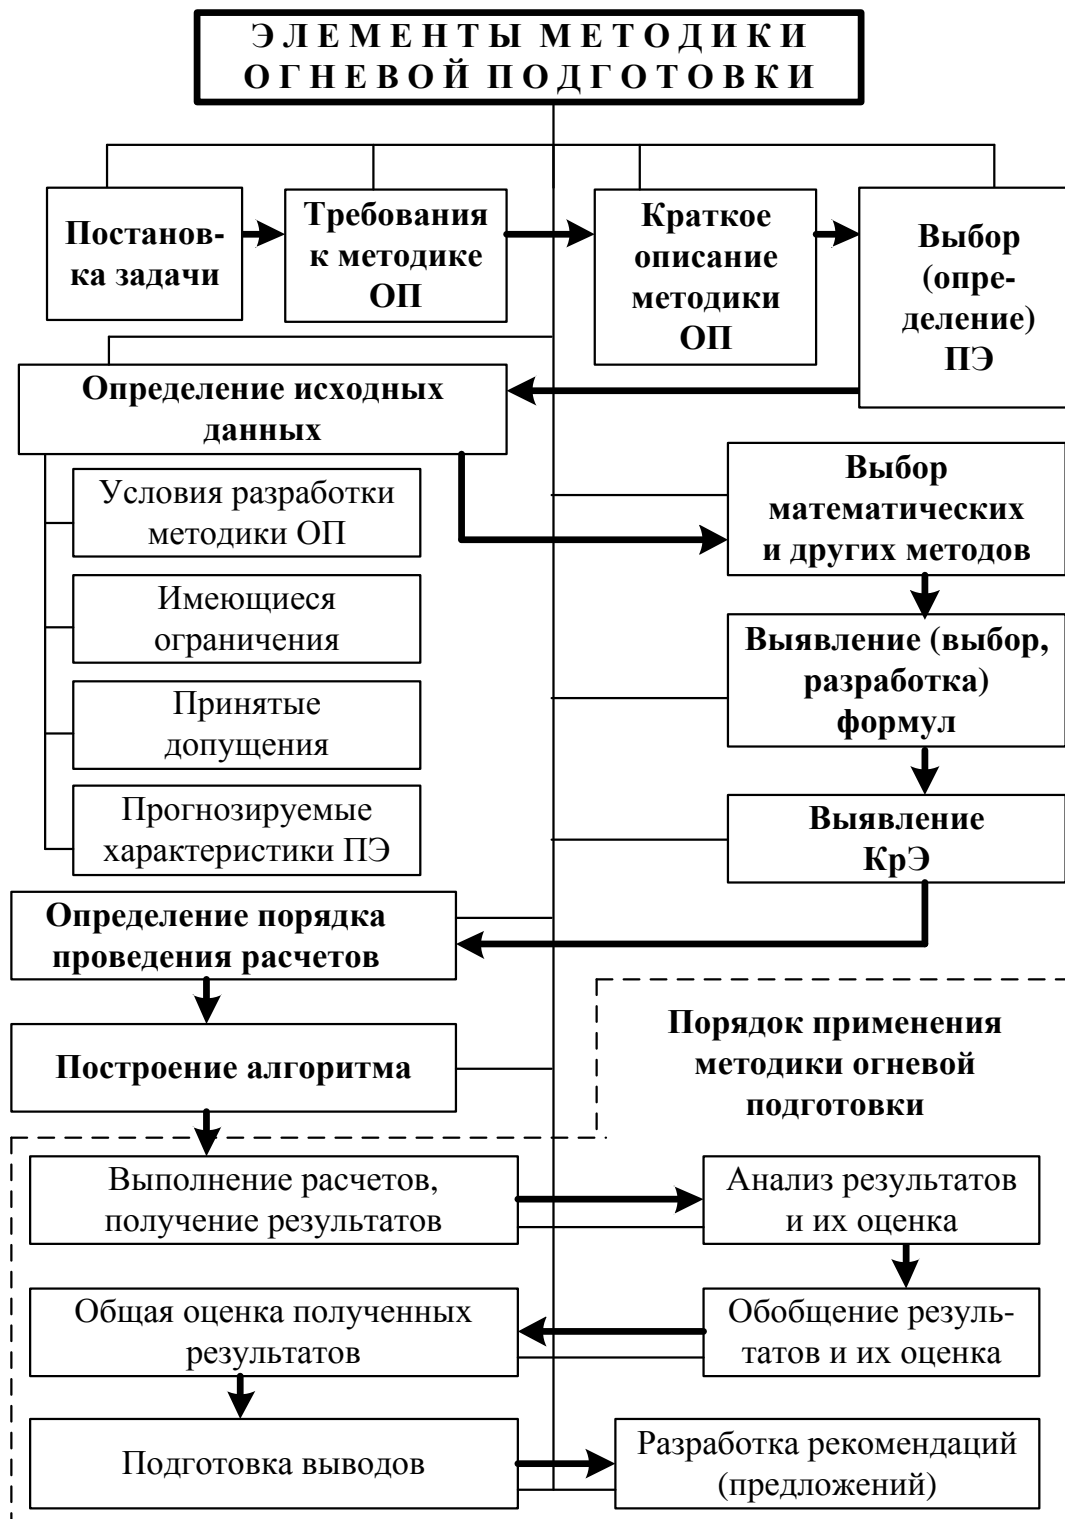 ЭЛЕМЕНТЫ МЕТОДИКИ
ОГНЕВОЙ ПОДГОТОВКИ
Постанов-
ка задачи
Требования
к методике
ОП
Краткое
описание
методики
ОП
Выбор
(опре-
деление)
ПЭ
Определение исходных
данных
Условия разработки
методики ОП
Имеющиеся
ограничения
Принятые
допущения
Прогнозируемые
характеристики ПЭ
Выбор
математических
и других методов
Выявление (выбор,
разработка)
формул
Выявление
КрЭ
Определение порядка
проведения расчетов
Построение алгоритма
Порядок применения
методики огневой
подготовки
Выполнение расчетов,
получение результатов
Анализ результатов
и их оценка
Общая оценка полученных
результатов
Обобщение резуль-
татов и их оценка
Подготовка выводов
Разработка рекомендаций
(предложений)